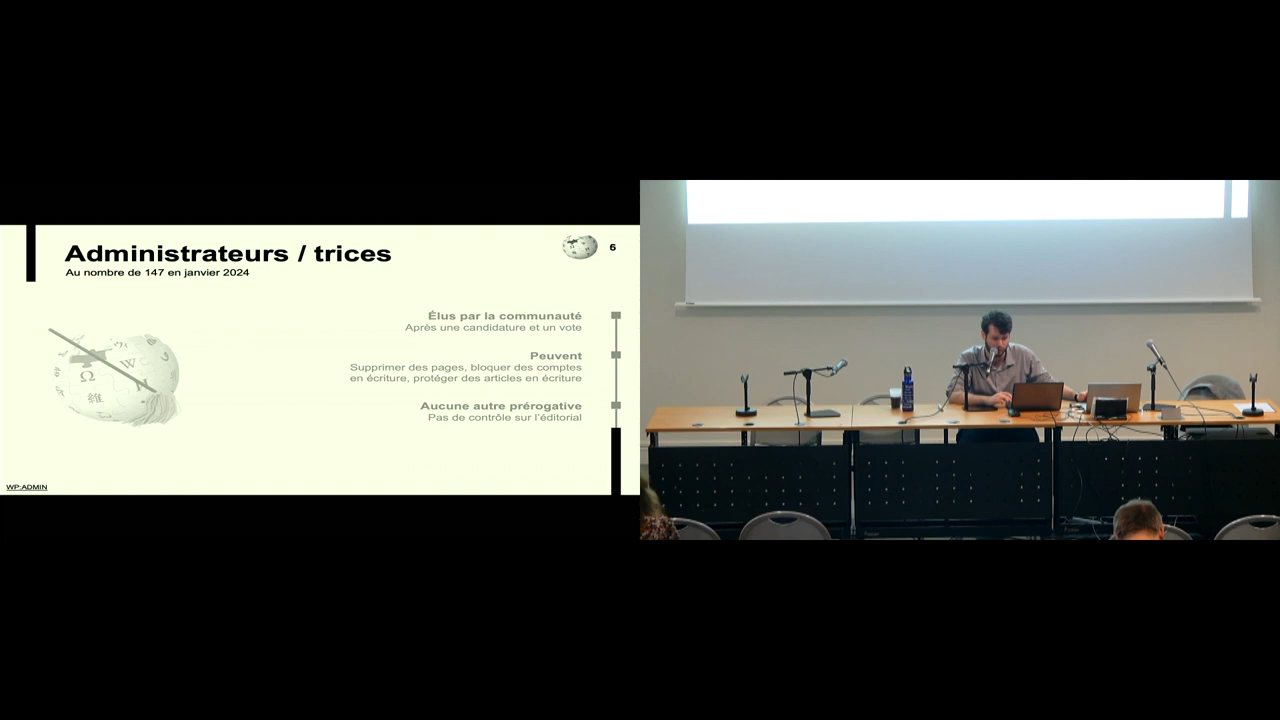 Administrateurs / trices
6
Au nombre de 147 en janvier 2024
Élus par la communauté
Après une candidature et un vote
Peuvent
Supprimer des pages, bloquer des comptes
en écriture, protéger des articles en écriture
Aucune autre prérogative
Pas de contrôle sur l'éditorial
Ω
W
維
WP:ADMIN